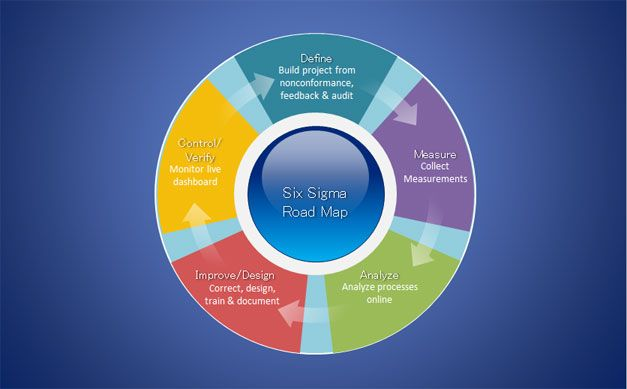 Define
Build project from
nonconformance,
feedback & audit
Measure
Collect
Measurements
Analyze
Analyze processes
online
Improve/Design
Correct, design,
train & document
Control/
Verify
Monitor live
dashboard
Six Sigma
Road Map